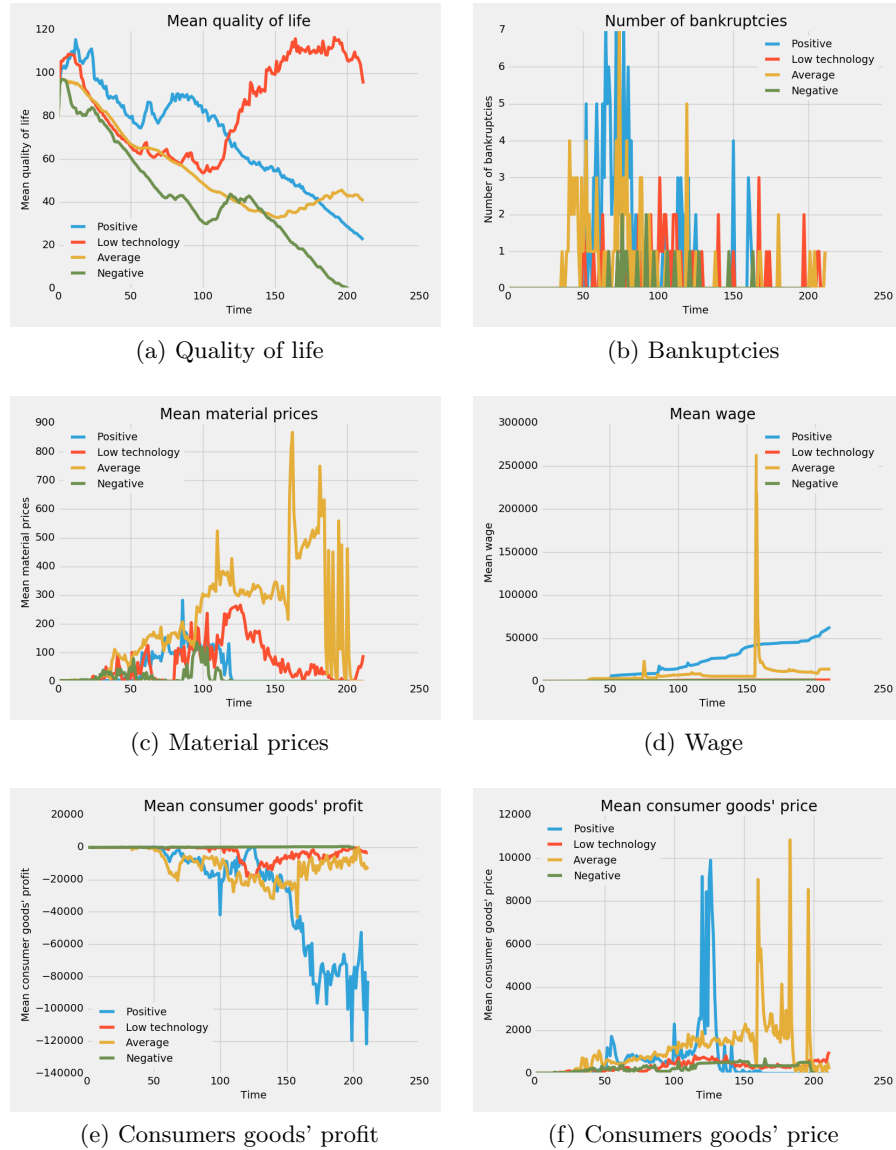 Mean quality of life
120
100
80
60
40
20
0
Mean quality of life
Positive
Low technology
Average
Negative
0 50 100 150 200 250
Time
(a) Quality of life
Number of bankruptcies
7
6
5
4
3
2
1
0
Number of bankruptcies
Positive
Low technology
Average
Negative
50 100 150 200 250
Time
(b) Bankuptcies
Mean material prices
900
800
700
600
500
400
300
200
100
0
Mean material prices
Positive
Low technology
Average
Negative
0 50 100 150 200 250
Time
(c) Material prices
Mean wage
300000
250000
200000
150000
100000
50000
0
Mean wage
Positive
Low technology
Average
Negative
50 100 150 200 250
Time
(d) Wage
Mean consumer goods' profit
20000
0
−20000
−40000
−60000
−80000
−100000
−120000
−140000
Mean consumer goods' profit
Positive
Low technology
Average
Negative
50 100 150 200 250
Time
(e) Consumers goods’ profit
Mean consumer goods' price
12000
10000
8000
6000
4000
2000
0
Mean consumer goods' price
Positive
Low technology
Average
Negative
0 50 100 150 200 250
Time
(f) Consumers goods’ price